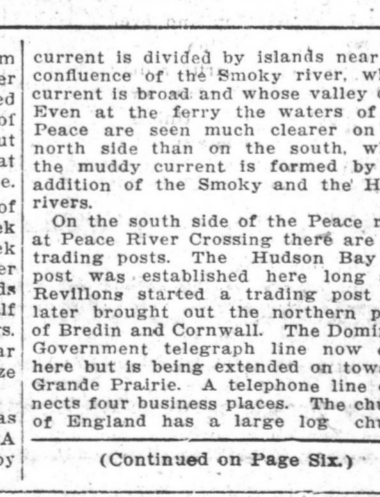 current is divided by islands near
confluence of the Smoky river, wh
current is broad and whose valley
Even at the ferry the waters of
Peace are seen much clearer on
north side than on the south, w
the muddy current is formed by
addition of the Smoky and the H
rivers.
On the south side of the Peace
at Peace River Crossing there are
trading posts. The Hudson Bay
post was established here long
Revillons started a trading post
later brought out the northern p
of Bredin and Cornwall. The Domi
Government telegraph line now
here but is being extended on tow
Grande Prairie. A telephone line
nects four business places. The chu
of England has a large log chu
(Continued on Page Six.)